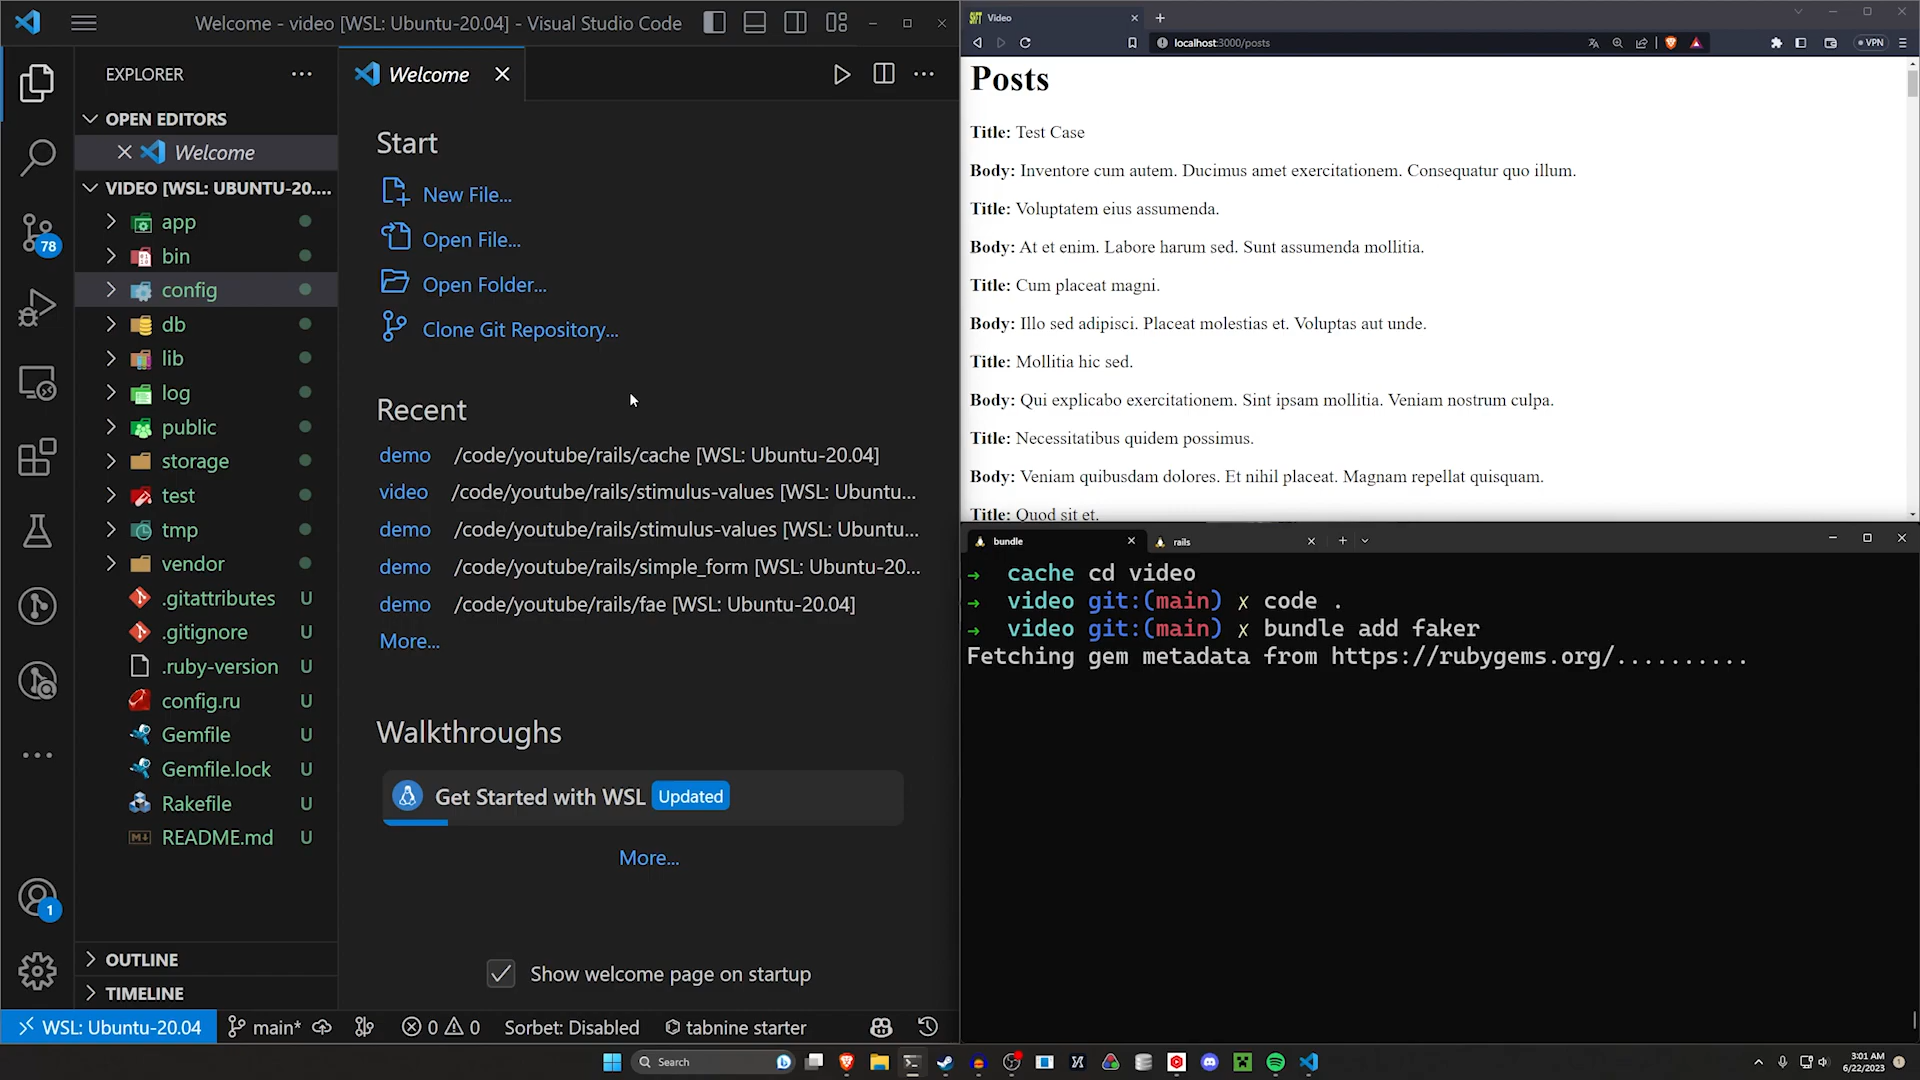 Welcome - video [WSL: Ubuntu-20.04] - Visual Studio Code
EXPLORER
OPEN EDITORS
Welcome
VIDEO [WSL: UBUNTU-20....
app
bin
config
db
lib
log
public
storage
test
tmp
vendor
.gitattributes U
.gitignore U
.ruby-version U
config.ru U
Gemfile U
Gemfile.lock U
Rakefile U
README.md U
OUTLINE
TIMELINE
78
1
Welcome
Start
New File...
Open File...
Open Folder...
Clone Git Repository...
Recent
demo /code/youtube/rails/cache [WSL: Ubuntu-20.04]
video /code/youtube/rails/stimulus-values [WSL: Ubuntu...
demo /code/youtube/rails/stimulus-values [WSL: Ubuntu...
demo /code/youtube/rails/simple_form [WSL: Ubuntu-20...
demo /code/youtube/rails/fae [WSL: Ubuntu-20.04]
More...
Walkthroughs
Get Started with WSL Updated
More...
Show welcome page on startup
WSL: Ubuntu-20.04 main* 0 0 Sorbet: Disabled tabnine starter
Video
localhost:3000/posts
VPN
Posts
Title: Test Case
Body: Inventore cum autem. Ducimus amet exercitationem. Consequatur quo illum.
Title: Voluptatem eius assumenda.
Body: At et enim. Labore harum sed. Sunt assumenda mollitia.
Title: Cum placeat magni.
Body: Illo sed adipisci. Placeat molestias et. Voluptas aut unde.
Title: Mollitia hic sed.
Body: Qui explicabo exercitationem. Sint ipsam mollitia. Veniam nostrum culpa.
Title: Necessitatibus quidem possimus.
Body: Veniam quibusdam dolores. Et nihil placeat. Magnam repellat quisquam.
Title: Quod sit et.
bundle
rails
→ cache cd video
→ video git:(main) x code .
→ video git:(main) x bundle add faker
Fetching gem metadata from https://rubygems.org/..........
Search
3:01 AM
6/22/2023